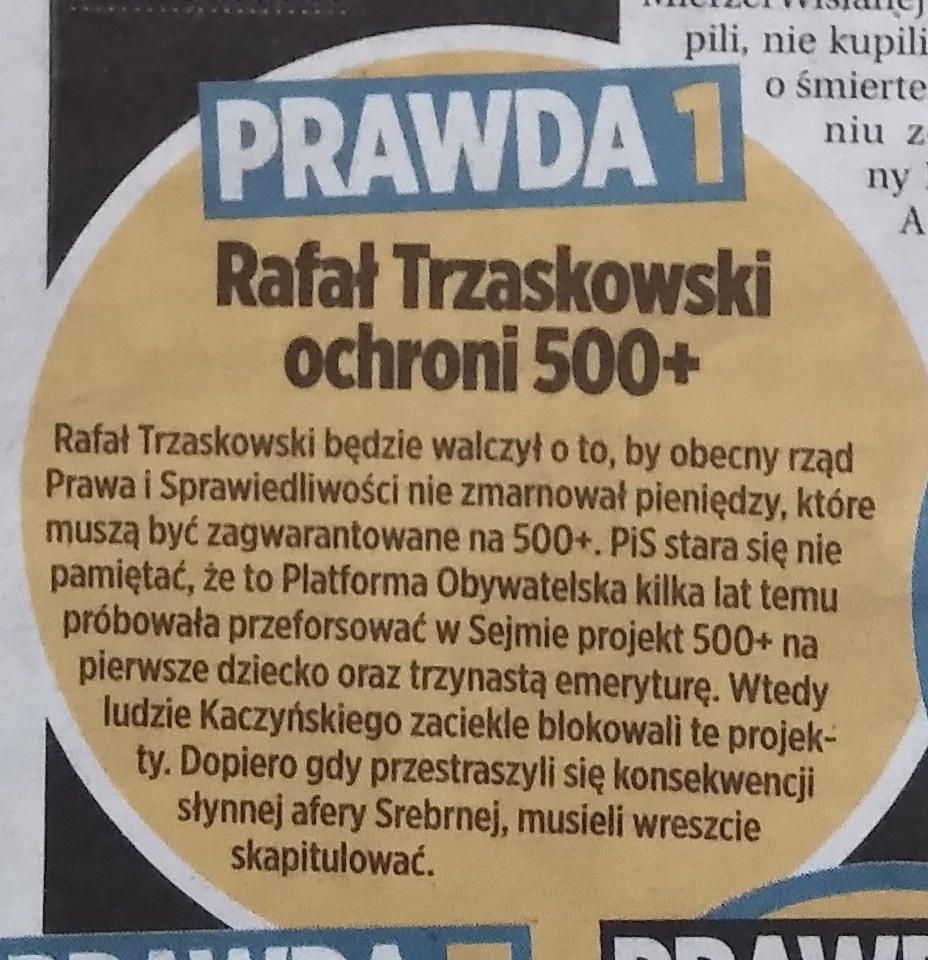 pili, nie kupili
o śmierte
niu z
ny
A
PRAWDA 1
Rafał Trzaskowski
ochroni 500+
Rafał Trzaskowski będzie walczył o to, by obecny rząd
Prawa i Sprawiedliwości nie zmarnował pieniędzy, które
muszą być zagwarantowane na 500+. PiS stara się nie
pamiętać, że to Platforma Obywatelska kilka lat temu
próbowała przeforsować w Sejmie projekt 500+ na
pierwsze dziecko oraz trzynastą emeryturę. Wtedy
ludzie Kaczyńskiego zaciekle blokowali te projek-
ty. Dopiero gdy przestraszyli się konsekwencji
słynnej afery Srebrnej, musieli wreszcie
skapitulować.